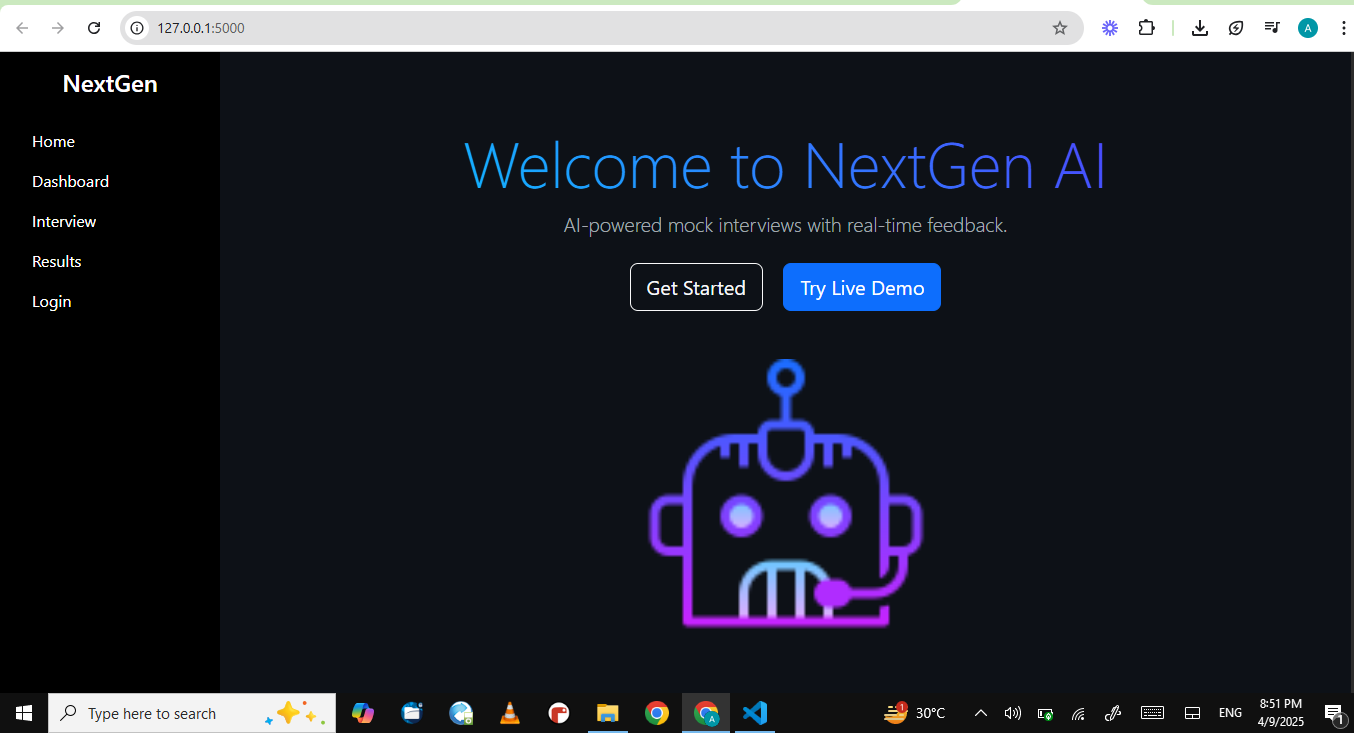 127.0.0.1:5000
A
NextGen
Home
Dashboard
Interview
Results
Login
Welcome to NextGen AI
AI-powered mock interviews with real-time feedback.
Get Started
Try Live Demo
Type here to search
A
1
30°C
ENG
8:51 PM
4/9/2025
1